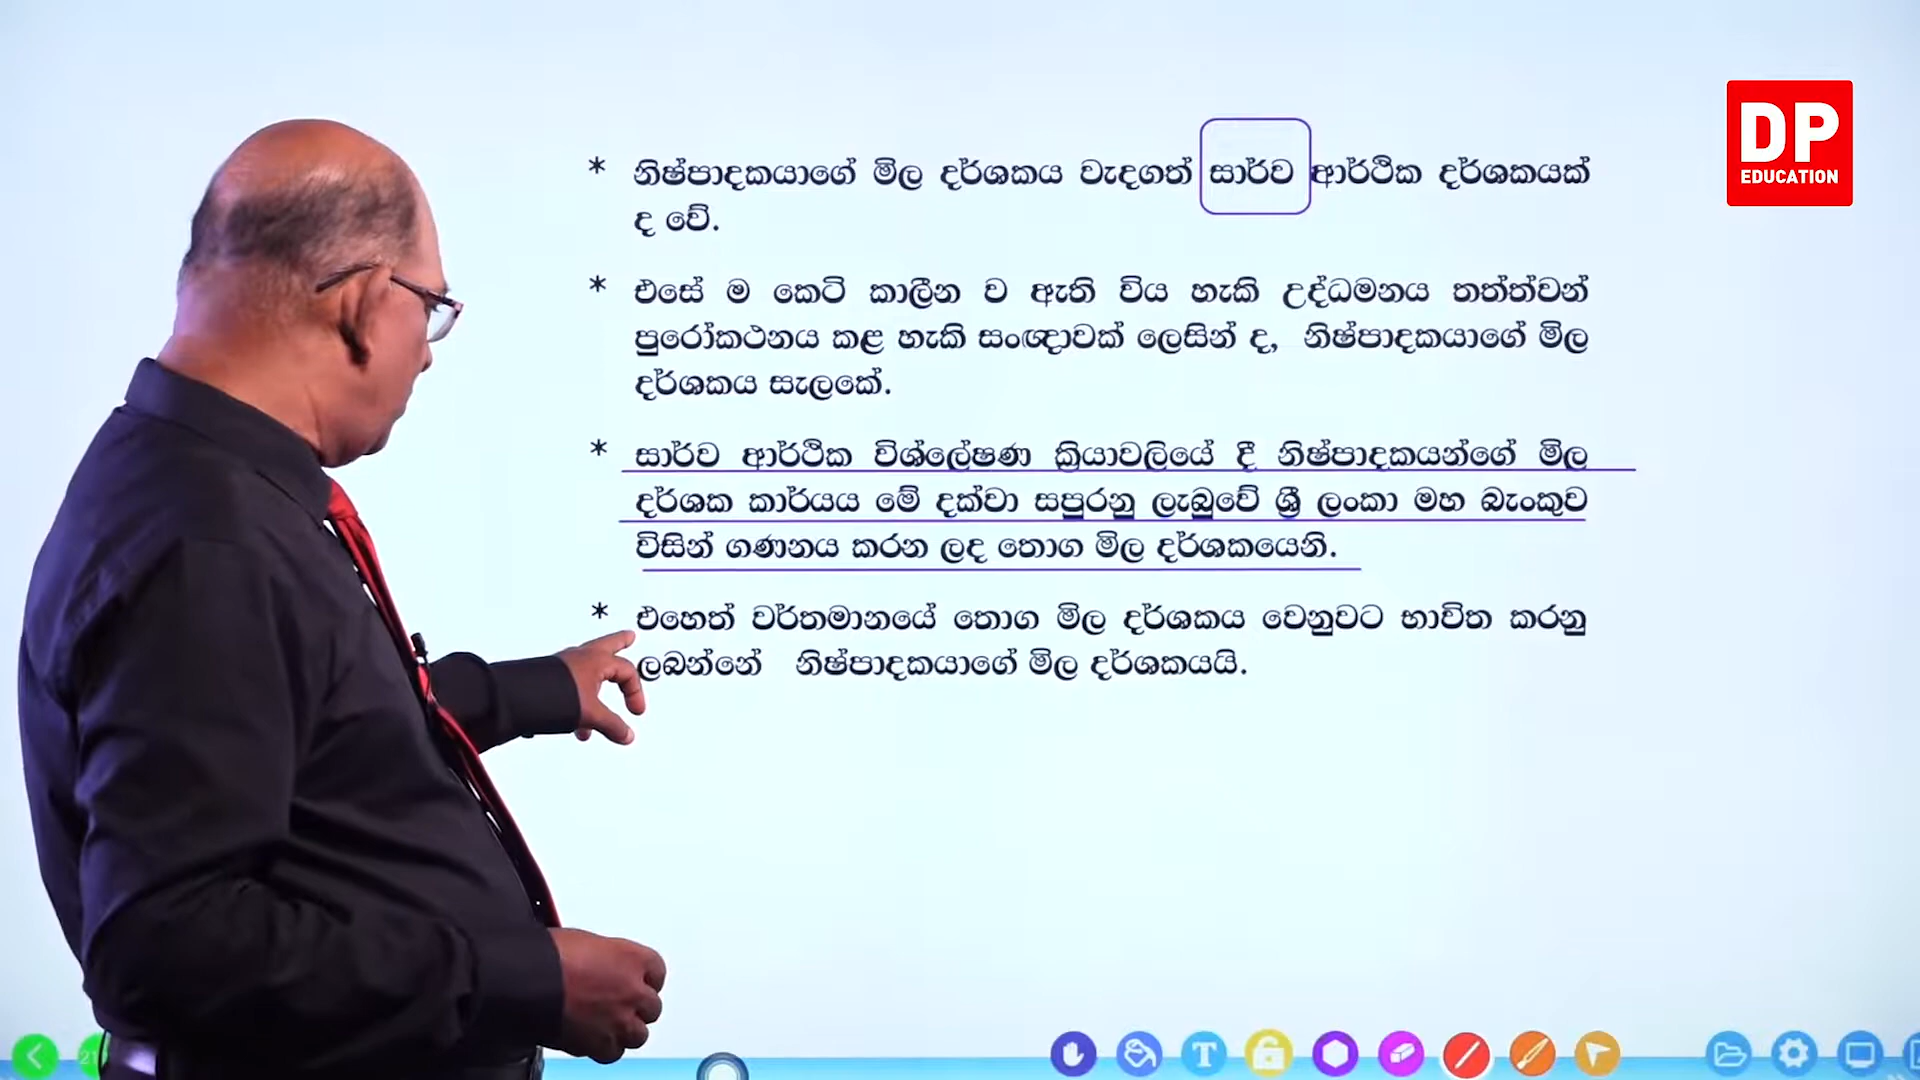 DP
EDUCATION
* නිෂ්පාදකයාගේ මිල දර්ශකය වැදගත් සාර්ව ආර්ථික දර්ශකයක්
ද වේ.
* එසේ ම කෙටි කාලීන ව ඇති විය හැකි උද්ධමනය තත්ත්වන්
පුරෝකථනය කළ හැකි සංඥාවක් ලෙසින් ද, නිෂ්පාදකයාගේ මිල
දර්ශකය සැලකේ.
* සාර්ව ආර්ථික විශ්ලේෂණ ක්‍රියාවලියේ දී නිෂ්පාදකයන්ගේ මිල
දර්ශක කාර්යය මේ දක්වා සපුරනු ලැබුවේ ශ්‍රී ලංකා මහ බැංකුව
විසින් ගණනය කරන ලද තොග මිල දර්ශකයෙනි.
* එහෙත් වර්තමානයේ තොග මිල දර්ශකය වෙනුවට භාවිත කරනු
ලබන්නේ නිෂ්පාදකයාගේ මිල දර්ශකයයි.
T